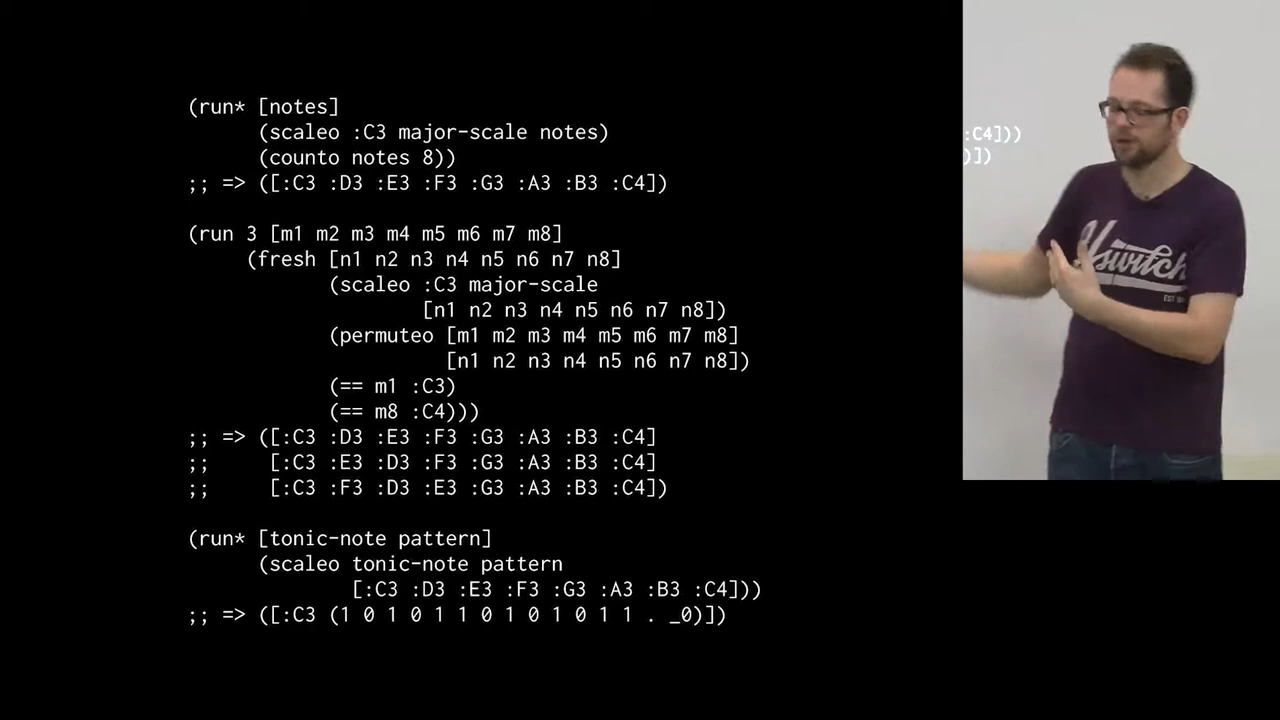 (run* [notes]
(scaleo :C3 major-scale notes)
(counto notes 8))
;; => ([:C3 :D3 :E3 :F3 :G3 :A3 :B3 :C4])
(run 3 [m1 m2 m3 m4 m5 m6 m7 m8]
(fresh [n1 n2 n3 n4 n5 n6 n7 n8]
(scaleo :C3 major-scale
[n1 n2 n3 n4 n5 n6 n7 n8])
(permuteo [m1 m2 m3 m4 m5 m6 m7 m8]
[n1 n2 n3 n4 n5 n6 n7 n8])
(== m1 :C3)
(== m8 :C4)))
;; => ([:C3 :D3 :E3 :F3 :G3 :A3 :B3 :C4]
;; [:C3 :E3 :D3 :F3 :G3 :A3 :B3 :C4]
;; [:C3 :F3 :D3 :E3 :G3 :A3 :B3 :C4])
(run* [tonic-note pattern]
(scaleo tonic-note pattern
[:C3 :D3 :E3 :F3 :G3 :A3 :B3 :C4]))
;; => ([:C3 (1 0 1 0 1 1 0 1 0 1 0 1 1 . _0)])
:C4]))
)])
uswitch
EST